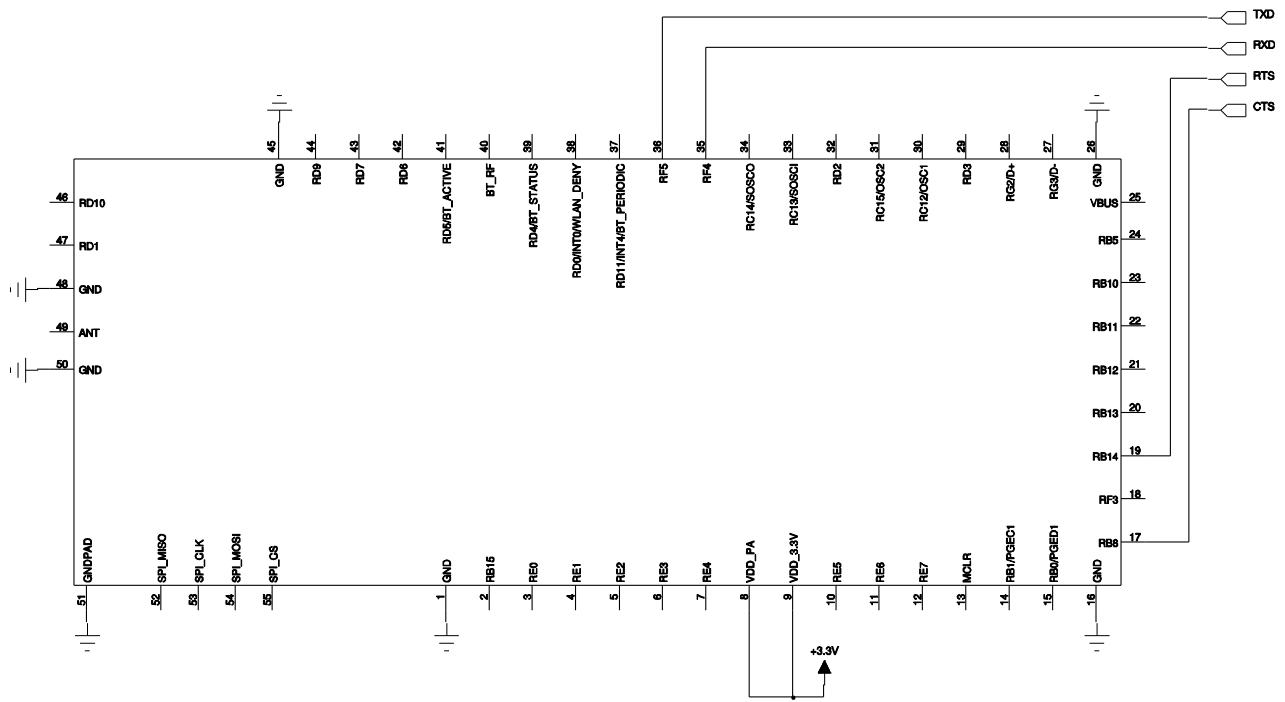 TXD
RXD
RTS
CTS
45
44
43
42
41
40
39
38
37
36
35
34
33
32
31
30
29
28
27
26
GND
RD9
RD7
RD6
RD5/BT_ACTIVE
BT_RF
RD4/BT_STATUS
RD0/INT0/WLAN_DENY
RD11/INT4/BT_PERIODIC
RF5
RF4
RC14/SOSCO
RC13/SOSCI
RD2
RC15/OSC2
RC12/OSC1
RD3
RG2/D+
RG3/D-
GND
46 RD10
47 RD1
48 GND
49 ANT
50 GND
VBUS 25
RB5 24
RB10 23
RB11 22
RB12 21
RB13 20
RB14 19
RF3 18
RB6 17
GNDPAD
SPI_MISO
SPI_CLK
SPI_MOSI
SPI_CS
GND
RB15
RE0
RE1
RE2
RE3
RE4
VDD_PA
VDD_3.3V
RE5
RE6
RE7
MCLR
RB1/PGEC1
RB0/PGED1
GND
51
52
53
54
55
1
2
3
4
5
6
7
8
9
10
11
12
13
14
15
16
+3.3V